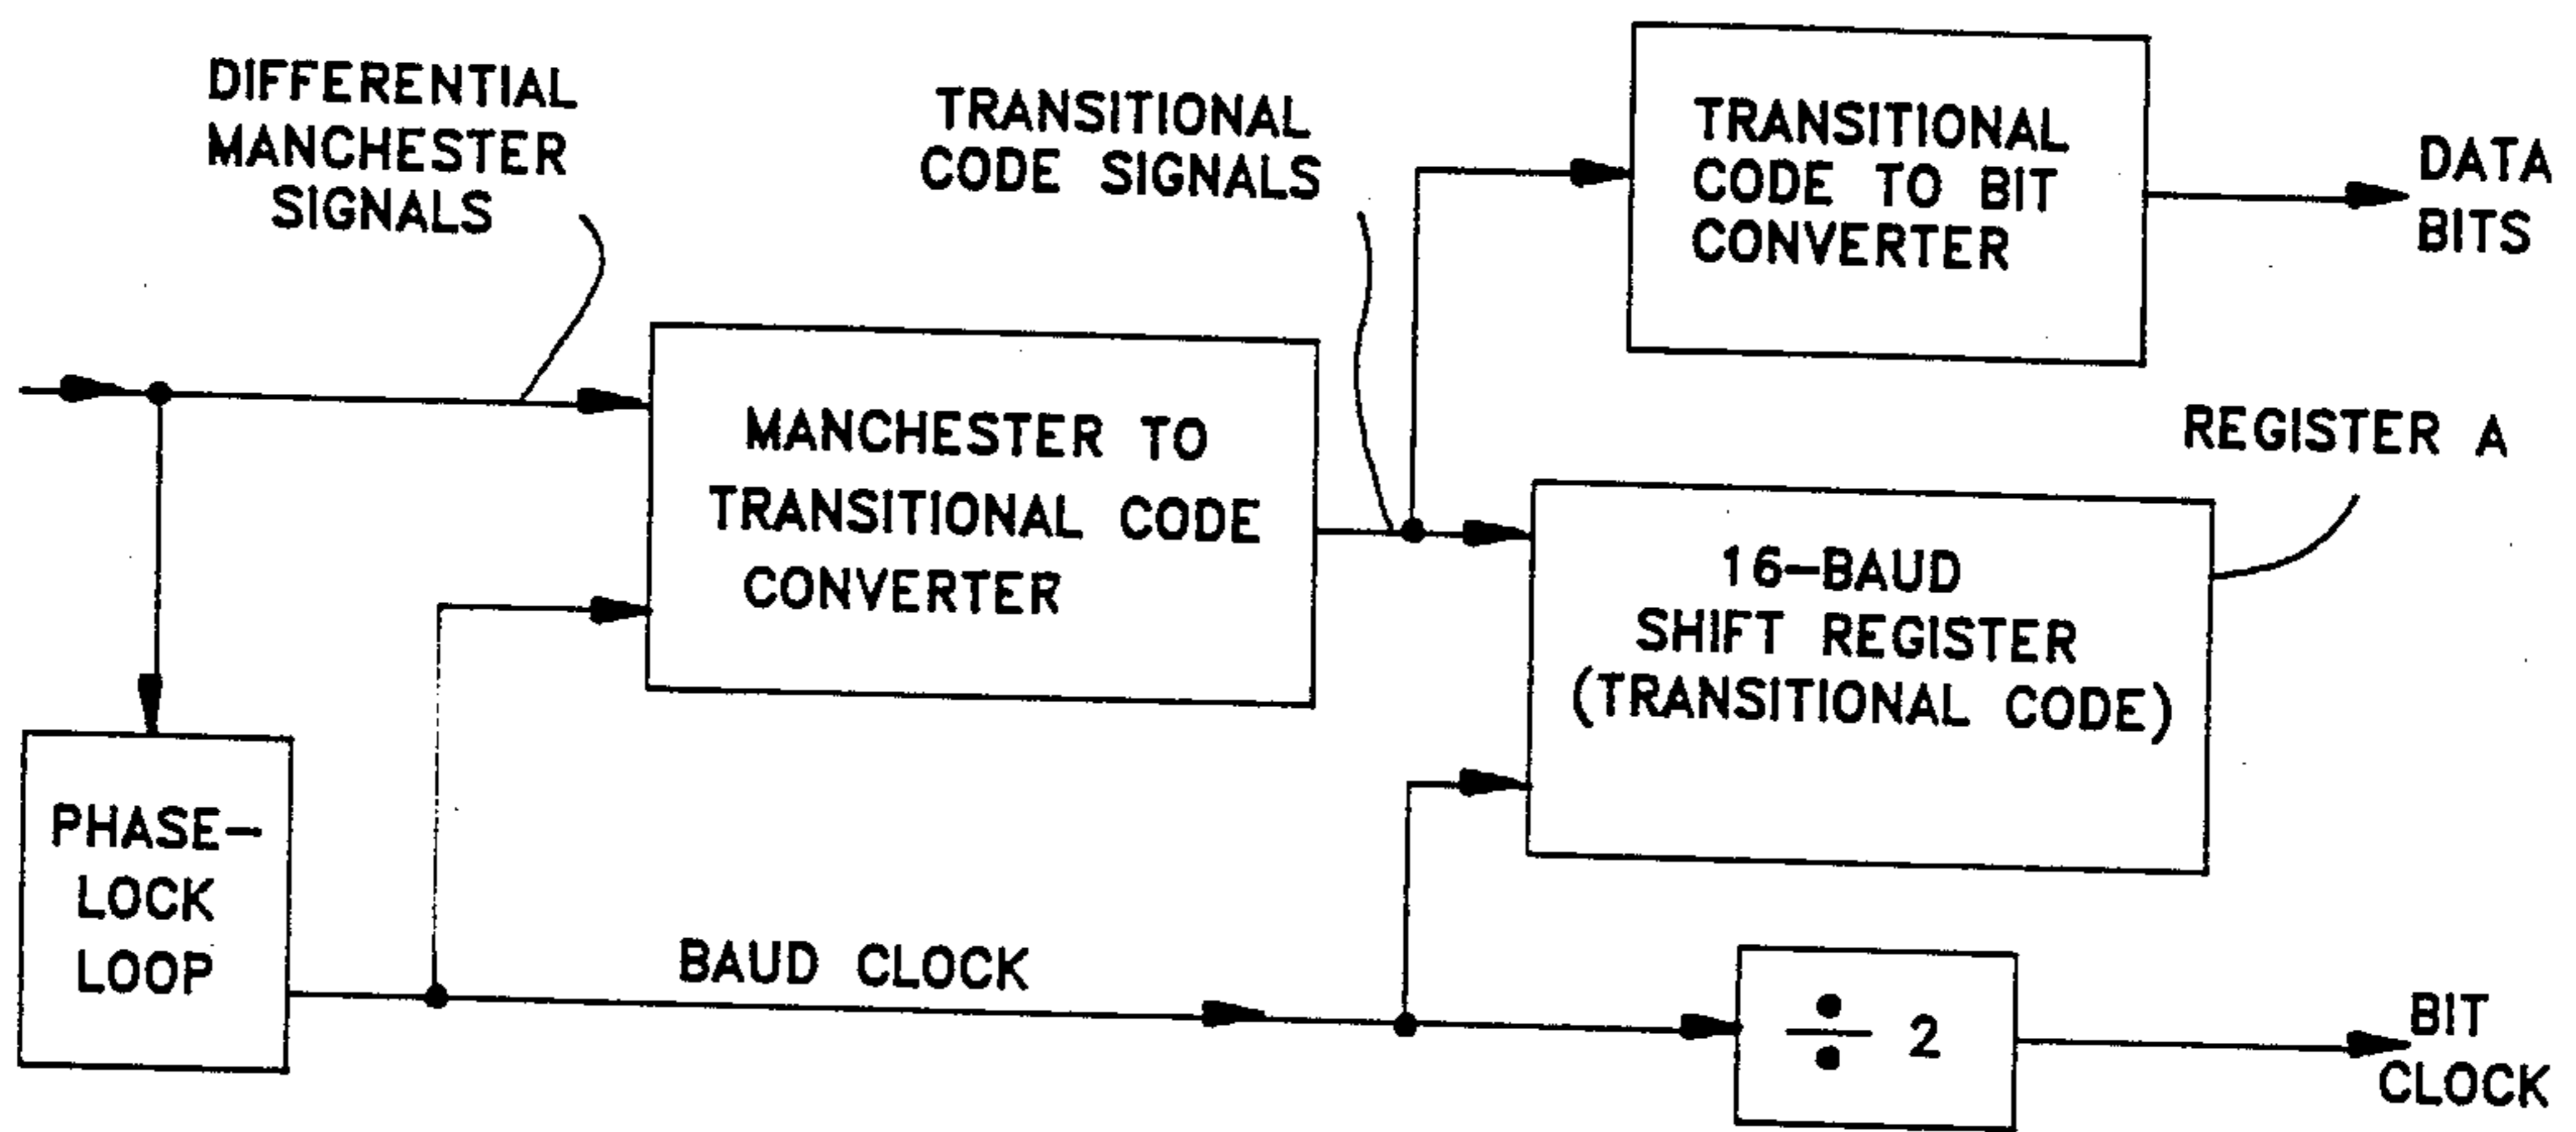 DIFFERENTIAL
MANCHESTER
SIGNALS
TRANSITIONAL
CODE SIGNALS
TRANSITIONAL
CODE TO BIT
CONVERTER
DATA
BITS
MANCHESTER TO
TRANSITIONAL CODE
CONVERTER
REGISTER A
16-BAUD
SHIFT REGISTER
(TRANSITIONAL CODE)
PHASE-
LOCK
LOOP
BAUD CLOCK
÷ 2
BIT
CLOCK